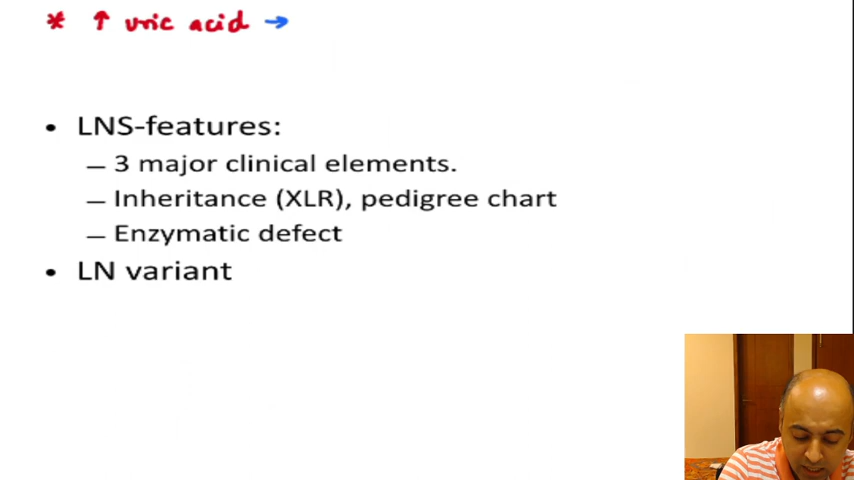 * ↑ uric acid →
• LNS-features:
– 3 major clinical elements.
– Inheritance (XLR), pedigree chart
– Enzymatic defect
• LN variant